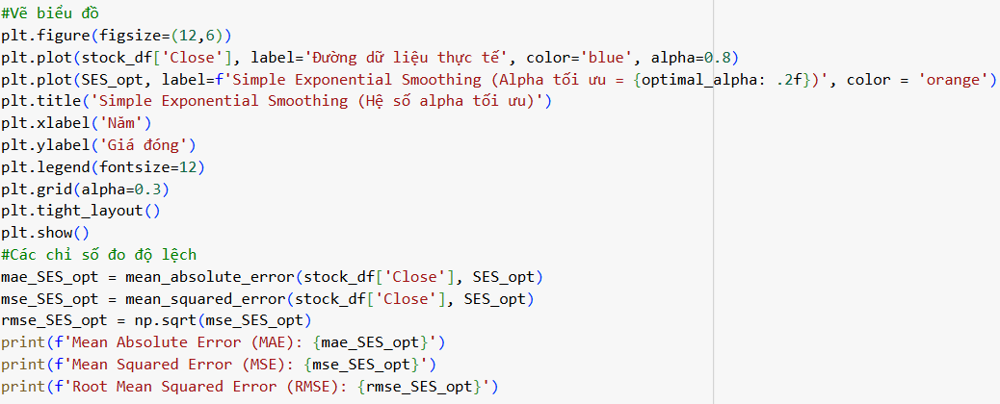 #Vẽ biểu đồ
plt.figure(figsize=(12,6))
plt.plot(stock_df['Close'], label='Đường dữ liệu thực tế', color='blue', alpha=0.8)
plt.plot(SES_opt, label=f'Simple Exponential Smoothing (Alpha tối ưu = {optimal_alpha: .2f})', color = 'orange')
plt.title('Simple Exponential Smoothing (Hệ số alpha tối ưu)')
plt.xlabel('Năm')
plt.ylabel('Giá đóng')
plt.legend(fontsize=12)
plt.grid(alpha=0.3)
plt.tight_layout()
plt.show()
#Các chỉ số đo độ lệch
mae_SES_opt = mean_absolute_error(stock_df['Close'], SES_opt)
mse_SES_opt = mean_squared_error(stock_df['Close'], SES_opt)
rmse_SES_opt = np.sqrt(mse_SES_opt)
print(f'Mean Absolute Error (MAE): {mae_SES_opt}')
print(f'Mean Squared Error (MSE): {mse_SES_opt}')
print(f'Root Mean Squared Error (RMSE): {rmse_SES_opt}')